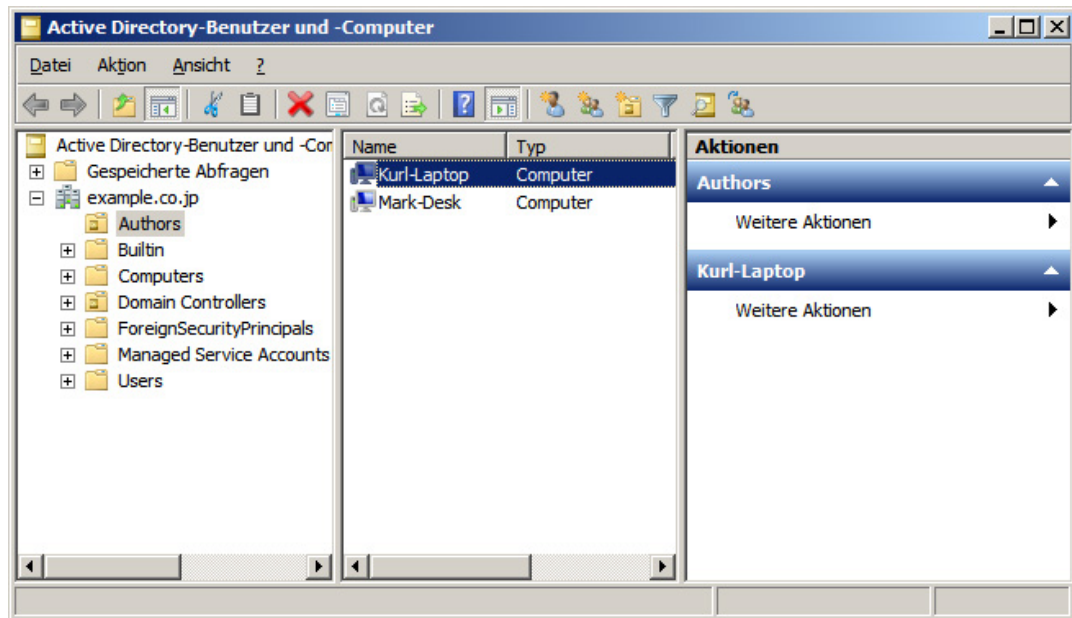 Active Directory-Benutzer und -Computer
Datei Aktion Ansicht ?
Active Directory-Benutzer und -Con
Gespeicherte Abfragen
example.co.jp
Authors
Builtin
Computers
Domain Controllers
ForeignSecurityPrincipals
Managed Service Accounts
Users
Name Typ
Kurl-Laptop Computer
Mark-Desk Computer
Aktionen
Authors
Weitere Aktionen
Kurl-Laptop
Weitere Aktionen